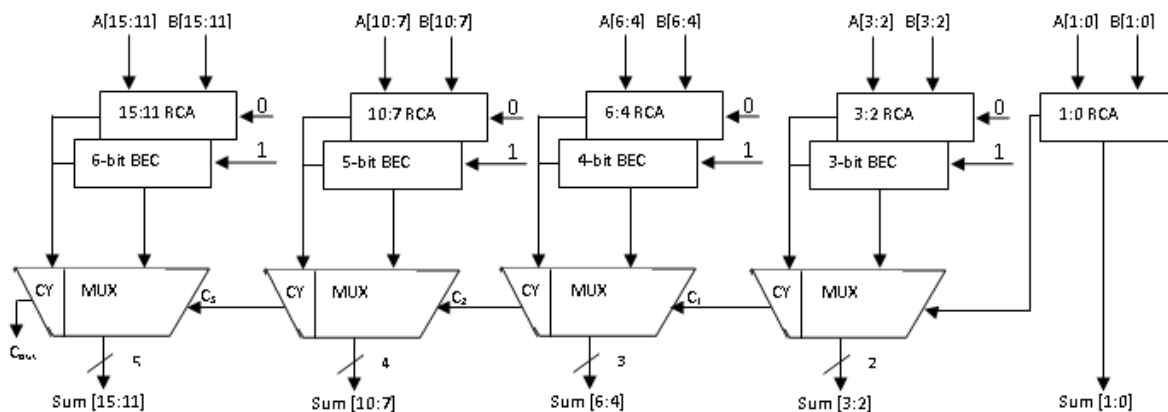 A[15:11] B[15:11] A[10:7] B[10:7] A[6:4] B[6:4] A[3:2] B[3:2] A[1:0] B[1:0]
15:11 RCA 0 10:7 RCA 0 6:4 RCA 0 3:2 RCA 0 1:0 RCA
6-bit BEC 1 5-bit BEC 1 4-bit BEC 1 3-bit BEC 1
CY MUX C₃ CY MUX C₂ CY MUX C₁ CY MUX
Cout 5 4 3 2
Sum [15:11] Sum [10:7] Sum [6:4] Sum [3:2] Sum [1:0]